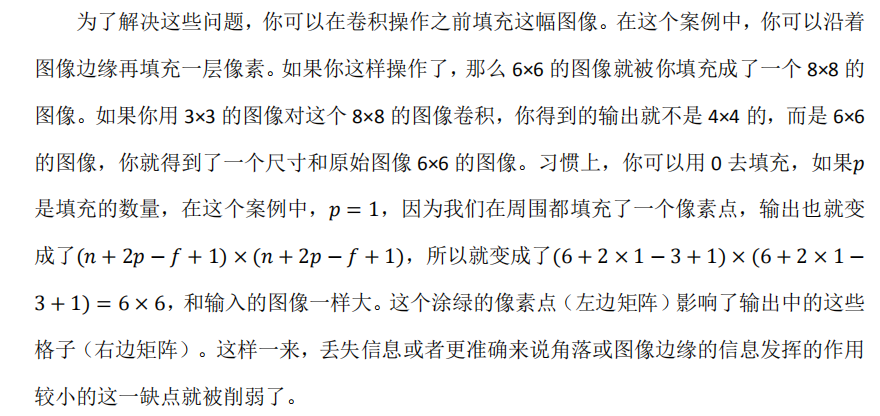 为了解决这些问题，你可以在卷积操作之前填充这幅图像。在这个案例中，你可以沿着
图像边缘再填充一层像素。如果你这样操作了，那么 6×6 的图像就被你填充成了一个 8×8 的
图像。如果你用 3×3 的图像对这个 8×8 的图像卷积，你得到的输出就不是 4×4 的，而是 6×6
的图像，你就得到了一个尺寸和原始图像 6×6 的图像。习惯上，你可以用 0 去填充，如果𝑝
是填充的数量，在这个案例中，𝑝 = 1，因为我们在周围都填充了一个像素点，输出也就变
成了(𝑛 + 2𝑝 − 𝑓 + 1) × (𝑛 + 2𝑝 − 𝑓 + 1)，所以就变成了(6 + 2 × 1 − 3 + 1) × (6 + 2 × 1 −
3 + 1) = 6 × 6，和输入的图像一样大。这个涂绿的像素点（左边矩阵）影响了输出中的这些
格子（右边矩阵）。这样一来，丢失信息或者更准确来说角落或图像边缘的信息发挥的作用
较小的这一缺点就被削弱了。